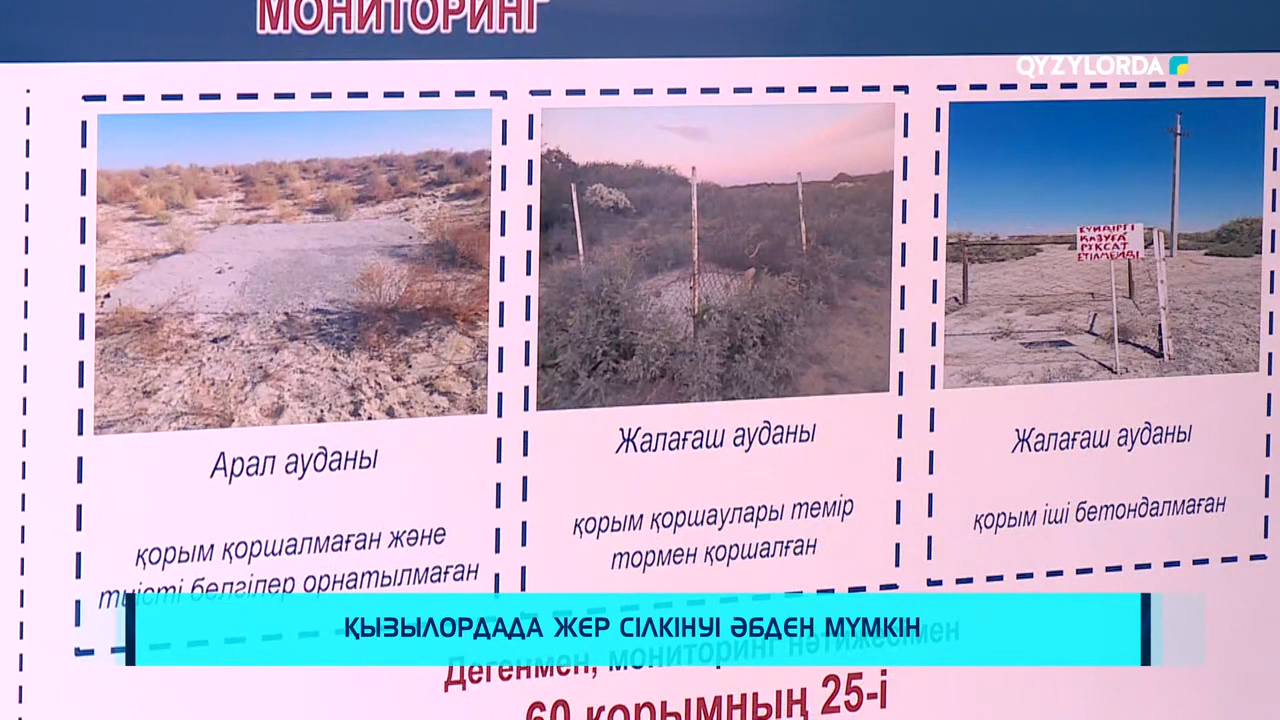 МОНИТОРИНГ
QYZYLORDA
КҮЙДІРГІ
ҚАЗУҒА
РҰҚСАТ
ЕТІЛМЕЙДІ
Арал ауданы
қорым қоршалмаған және
тиісті белгілер орнатылмаған
Жалағаш ауданы
қорым қоршаулары темір
тормен қоршалған
Жалағаш ауданы
қорым іші бетондалмаған
ҚЫЗЫЛОРДАДА ЖЕР СІЛКІНУІ ӘБДЕН МҮМКІН
Дегенмен, мониторинг нәтижесімен
60 қорымның 25-і